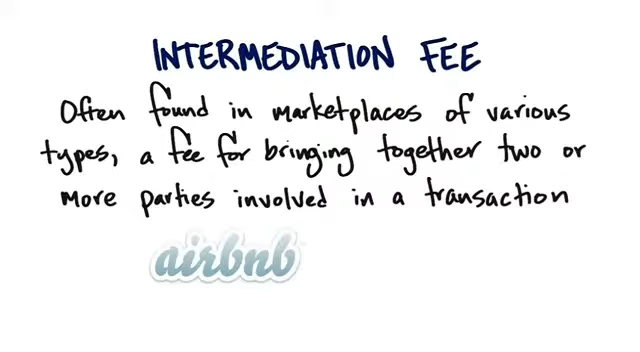 INTERMEDIATION FEE
Often found in marketplaces of various
types, a fee for bringing together two or
more parties involved in a transaction
airbnb